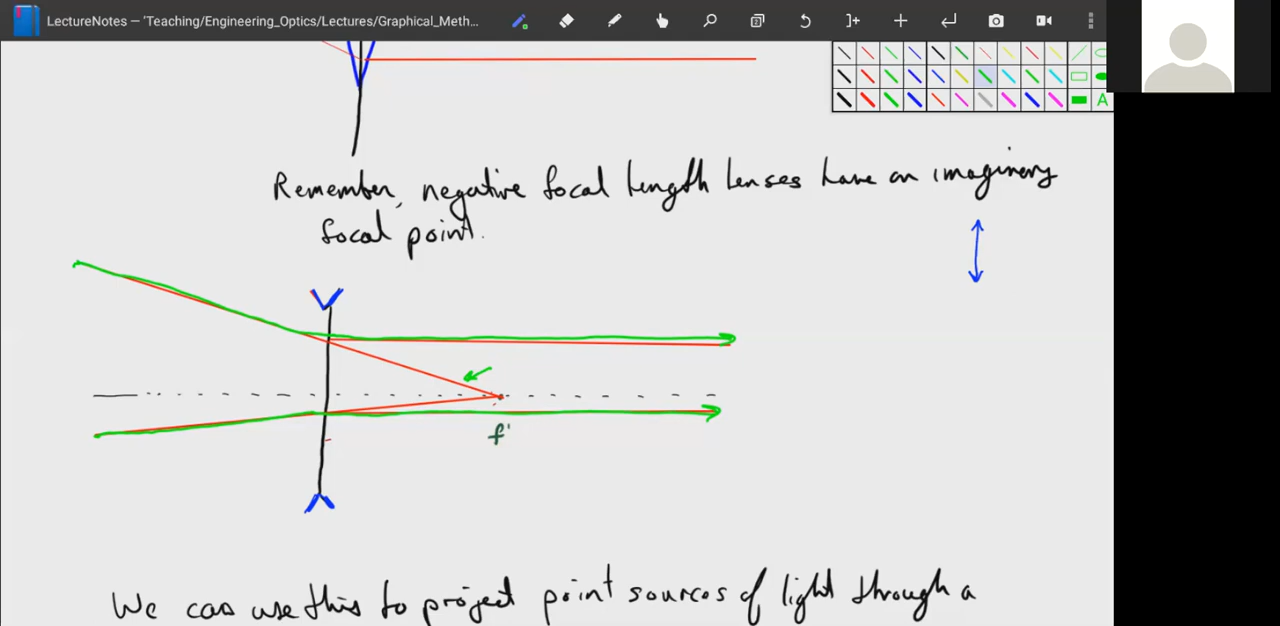 LectureNotes — 'Teaching/Engineering_Optics/Lectures/Graphical_Meth...
A
Remember, negative focal length lenses have an imaginary
focal point.
f'
We can use this to project point sources of light through a